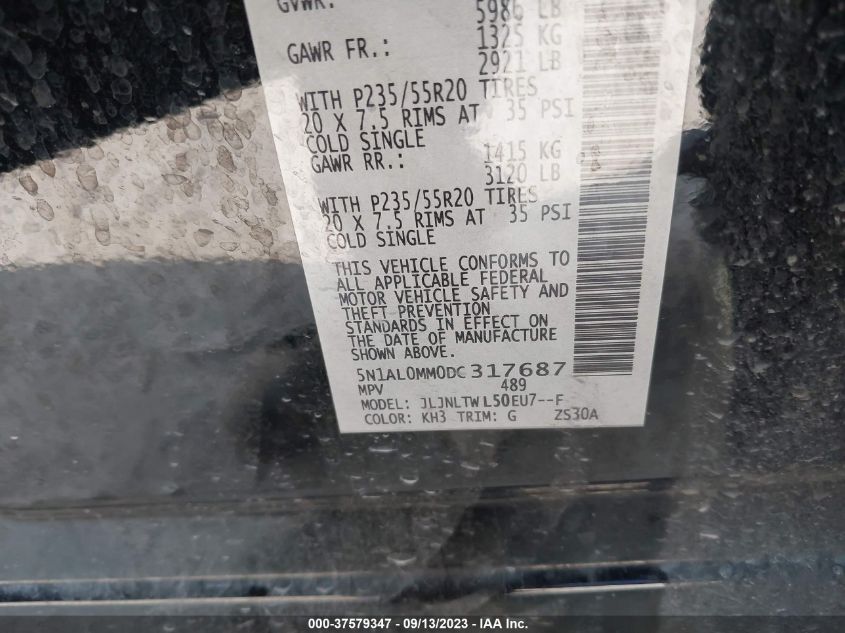 GVWR:
5986 LB
GAWR FR.:
1325 KG
2921 LB
WITH P235/55R20 TIRES
20 X 7.5 RIMS AT 35 PSI
COLD SINGLE
GAWR RR.:
1415 KG
3120 LB
WITH P235/55R20 TIRES
20 X 7.5 RIMS AT 35 PSI
COLD SINGLE
THIS VEHICLE CONFORMS TO
ALL APPLICABLE FEDERAL
MOTOR VEHICLE SAFETY AND
THEFT PREVENTION
STANDARDS IN EFFECT ON
THE DATE OF MANUFACTURE
SHOWN ABOVE.
5N1AL0MM0DC317687
MPV 489
MODEL: JLJNLTWL50EU7--F
COLOR: KH3 TRIM: G ZS30A
000-37579347 - 09/13/2023 - IAA Inc.